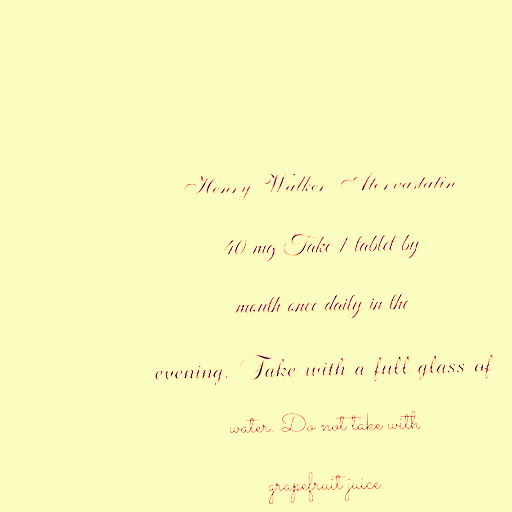 Henry Walker Atorvastatin
40 mg Take 1 tablet by
mouth once daily in the
evening. Take with a full glass of
water. Do not take with
grapefruit juice